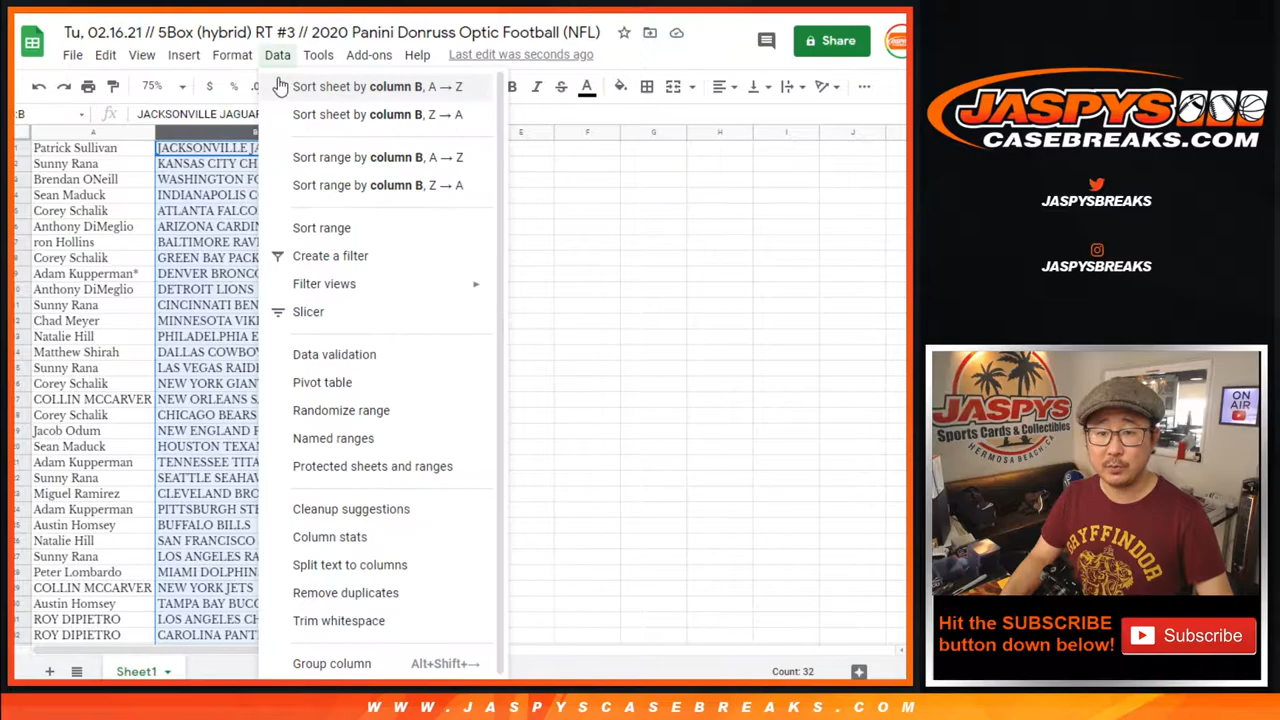 Tu, 02.16.21 // 5Box (hybrid) RT #3 // 2020 Panini Donruss Optic Football (NFL)
File Edit View Insert Format Data Tools Add-ons Help Last edit was seconds ago
Share
75% $ % .0
:B fx JACKSONVILLE JAGUAR
A B E F G H I J
Patrick Sullivan JACKSONVILLE JA
Sunny Rana KANSAS CITY CH
Brendan ONeill WASHINGTON FO
Sean Maduck INDIANAPOLIS C
Corey Schalik ATLANTA FALCO
Anthony DiMeglio ARIZONA CARDIN
ron Hollins BALTIMORE RAVE
Corey Schalik GREEN BAY PACK
Adam Kupperman* DENVER BRONCO
Anthony DiMeglio DETROIT LIONS
Sunny Rana CINCINNATI BEN
Chad Meyer MINNESOTA VIKI
Natalie Hill PHILADELPHIA E
Matthew Shirah DALLAS COWBOY
Sunny Rana LAS VEGAS RAIDE
Corey Schalik NEW YORK GIAN
COLLIN MCCARVER NEW ORLEANS SA
Corey Schalik CHICAGO BEARS
Jacob Odum NEW ENGLAND P
Sean Maduck HOUSTON TEXAN
Adam Kupperman TENNESSEE TITA
Sunny Rana SEATTLE SEAHAV
Miguel Ramirez CLEVELAND BRO
Adam Kupperman PITTSBURGH STE
Austin Homsey BUFFALO BILLS
Natalie Hill SAN FRANCISCO
Sunny Rana LOS ANGELES RA
Peter Lombardo MIAMI DOLPHIN
COLLIN MCCARVER NEW YORK JETS
Austin Homsey TAMPA BAY BUCC
ROY DIPIETRO LOS ANGELES CH
ROY DIPIETRO CAROLINA PANT
Sort sheet by column B, A → Z
Sort sheet by column B, Z → A
Sort range by column B, A → Z
Sort range by column B, Z → A
Sort range
Create a filter
Filter views
Slicer
Data validation
Pivot table
Randomize range
Named ranges
Protected sheets and ranges
Cleanup suggestions
Column stats
Split text to columns
Remove duplicates
Trim whitespace
Group column Alt+Shift+→
Sheet1
Count: 32
JASPYS
CASEBREAKS.COM
JASPYSBREAKS
JASPYSBREAKS
JASPYS
Sports Cards & Collectibles
HERMOSA BEACH, CA
ON
AIR
GRYFFINDOR
Hit the SUBSCRIBE
button down below!
Subscribe
WWW.JASPYSCASEBREAKS.COM